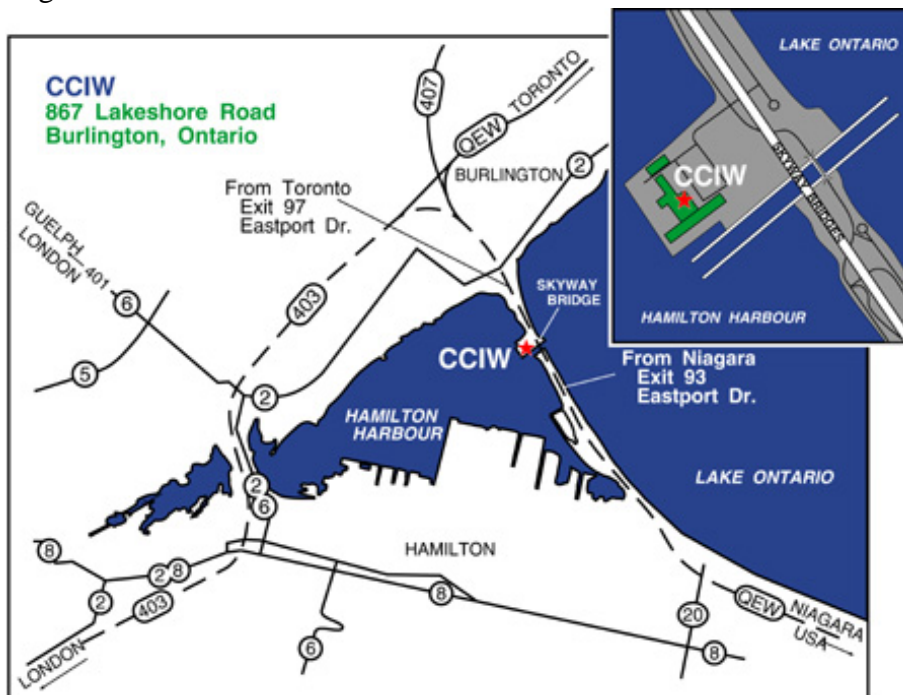 CCIW
867 Lakeshore Road
Burlington, Ontario
407
QEW
TORONTO
BURLINGTON
2
From Toronto
Exit 97
Eastport Dr.
GUELPH
LONDON
401
6
403
5
2
SKYWAY
BRIDGE
CCIW
From Niagara
Exit 93
Eastport Dr.
HAMILTON
HARBOUR
LAKE ONTARIO
2
6
HAMILTON
8
2
8
2
403
LONDON
6
8
8
20
QEW
NIAGARA
USA
LAKE ONTARIO
CCIW
SKYWAY BRIDGES
HAMILTON HARBOUR